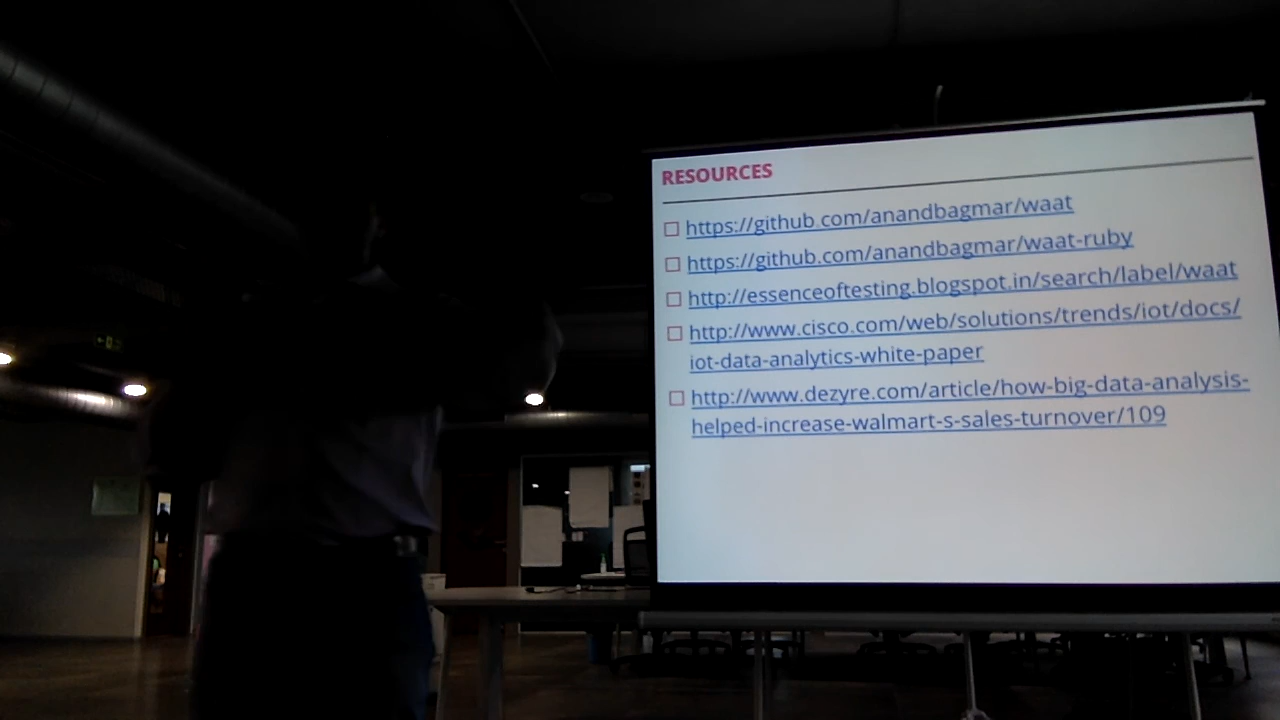 RESOURCES
https://github.com/anandbagmar/waat
https://github.com/anandbagmar/waat-ruby
http://essenceoftesting.blogspot.in/search/label/waat
http://www.cisco.com/web/solutions/trends/iot/docs/
iot-data-analytics-white-paper
http://www.dezyre.com/article/how-big-data-analysis-
helped-increase-walmart-s-sales-turnover/109